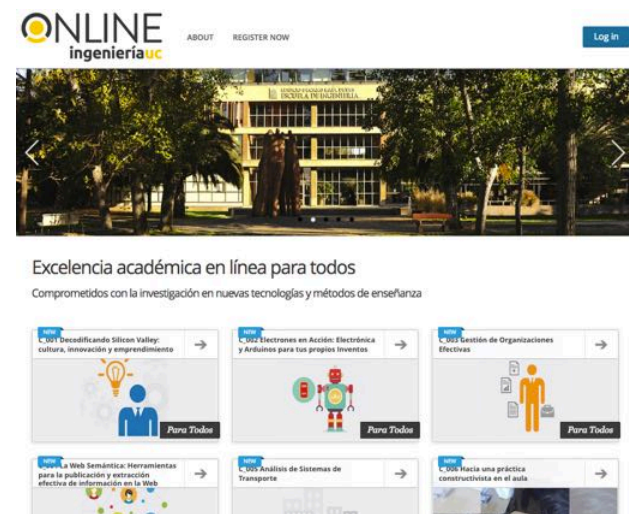 ONLINE
ingenieríauc
ABOUT
REGISTER NOW
Log in
ESCUELA DE INGENIERIA
Excelencia académica en línea para todos
Comprometidos con la investigación en nuevas tecnologías y métodos de enseñanza
NEW
C_001 Decodificando Silicon Valley:
cultura, innovación y emprendimiento
Para Todos
NEW
C_002 Electrones en Acción: Electrónica
y Arduinos para tus propios Inventos
Para Todos
NEW
C_003 Gestión de Organizaciones
Efectivas
Para Todos
NEW
La Web Semántica: Herramientas
para la publicación y extracción
efectiva de información en la Web
NEW
C_005 Análisis de Sistemas de
Transporte
NEW
C_006 Hacia una práctica
constructivista en el aula